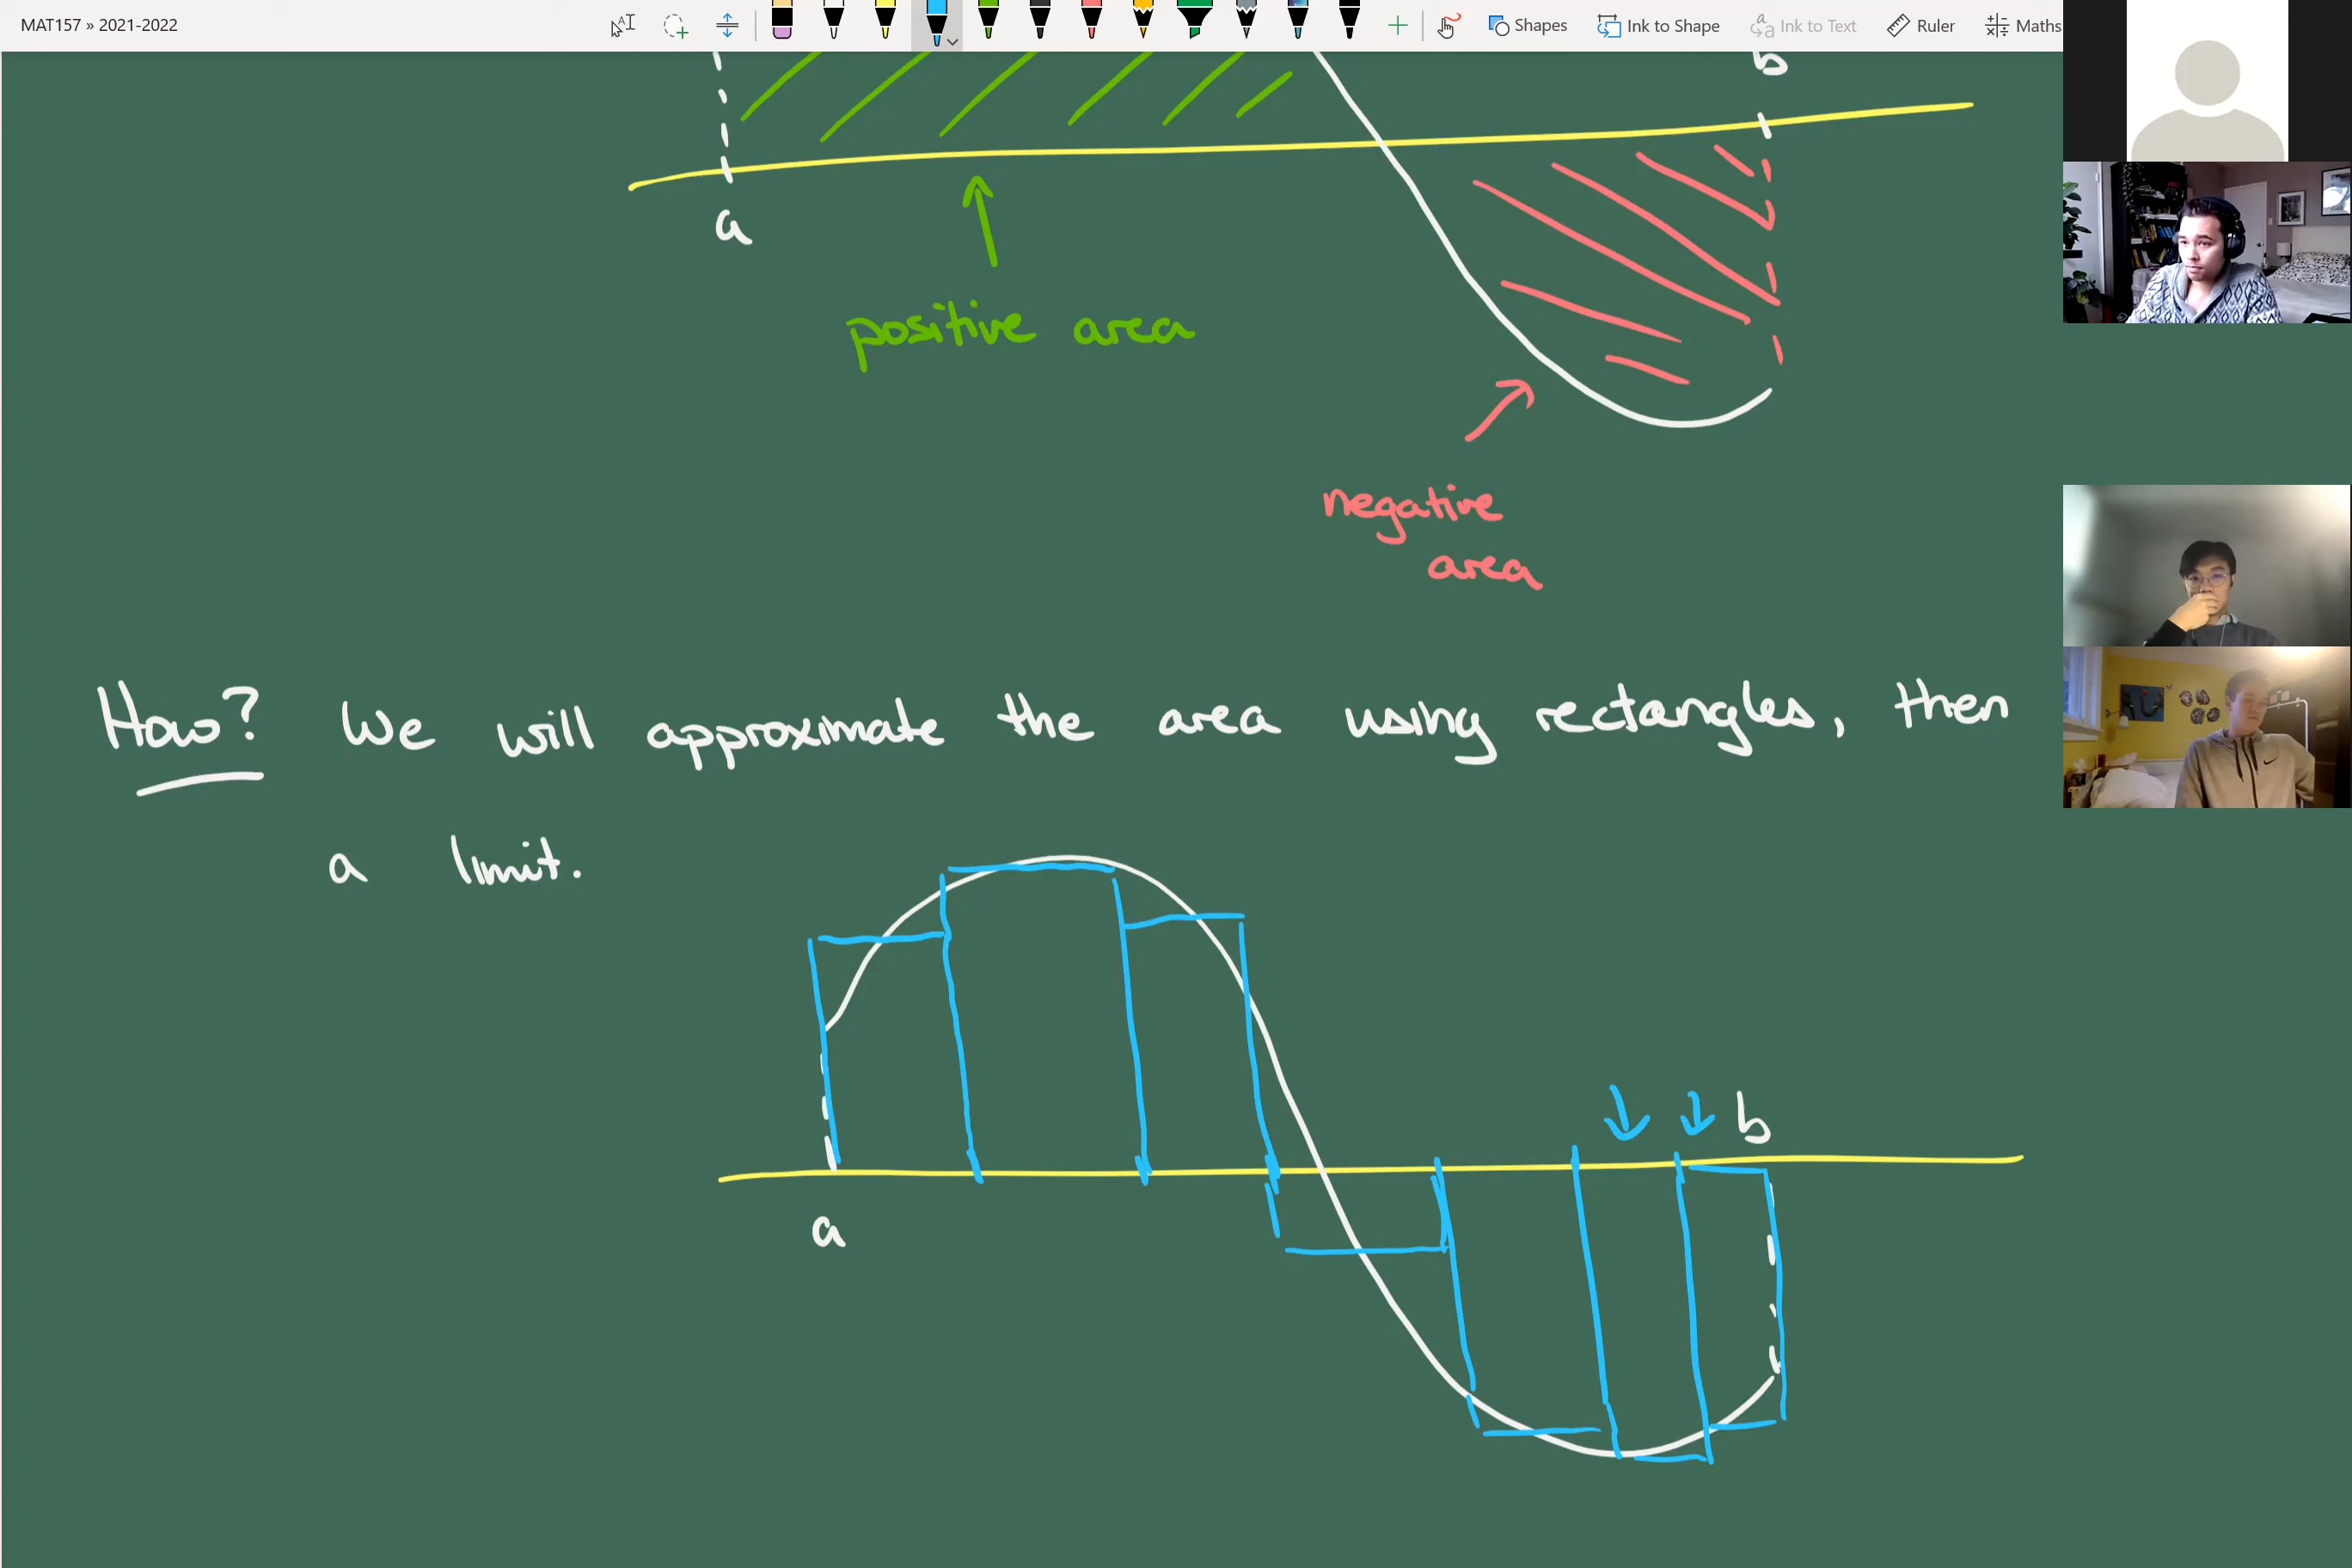 MAT157 » 2021-2022
Shapes
Ink to Shape
Ink to Text
Ruler
Maths
b
a
positive area
negative
area
How? We will approximate the area using rectangles, then
a limit.
b
a